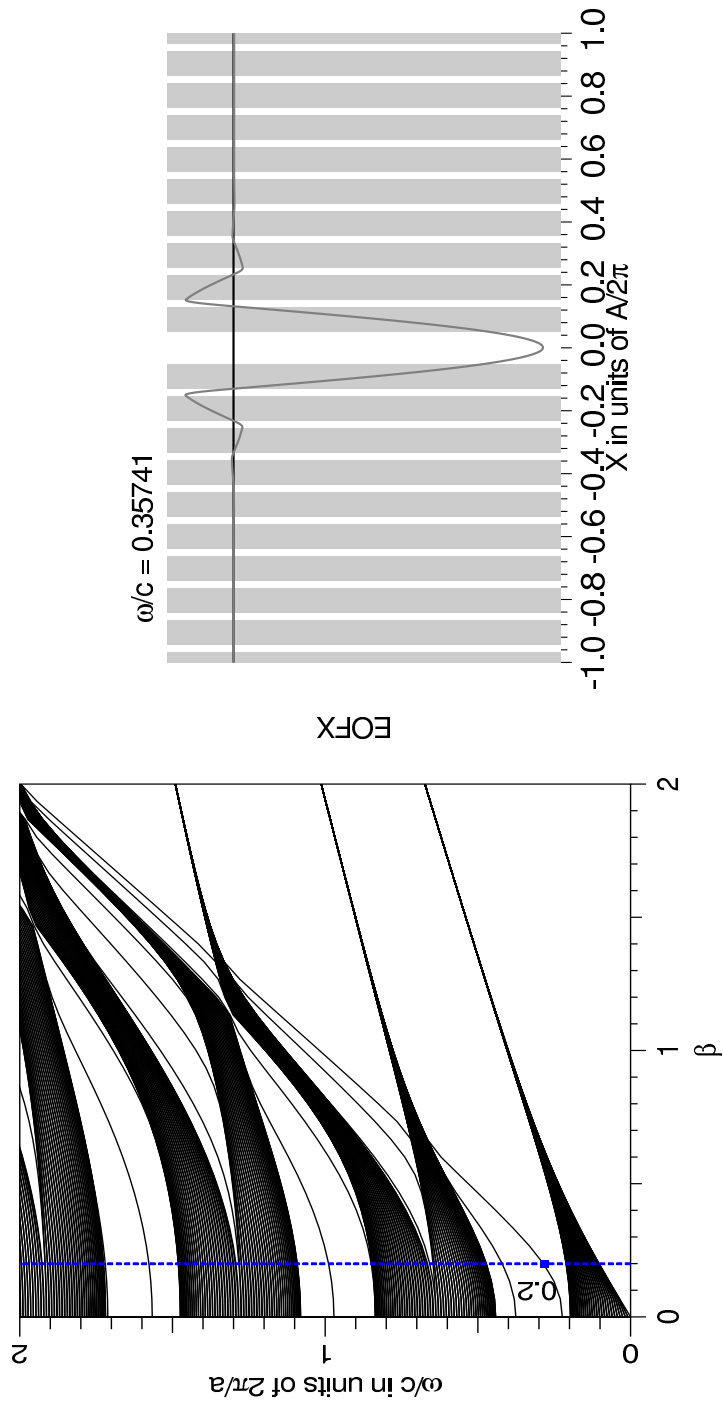 2
1
0
ω/c in units of 2π/a
0.2
0
1
2
β
EOFX
ω/c = 0.35741
-1.0 -0.8 -0.6 -0.4 -0.2 0.0 0.2 0.4 0.6 0.8 1.0
X in units of A/2π